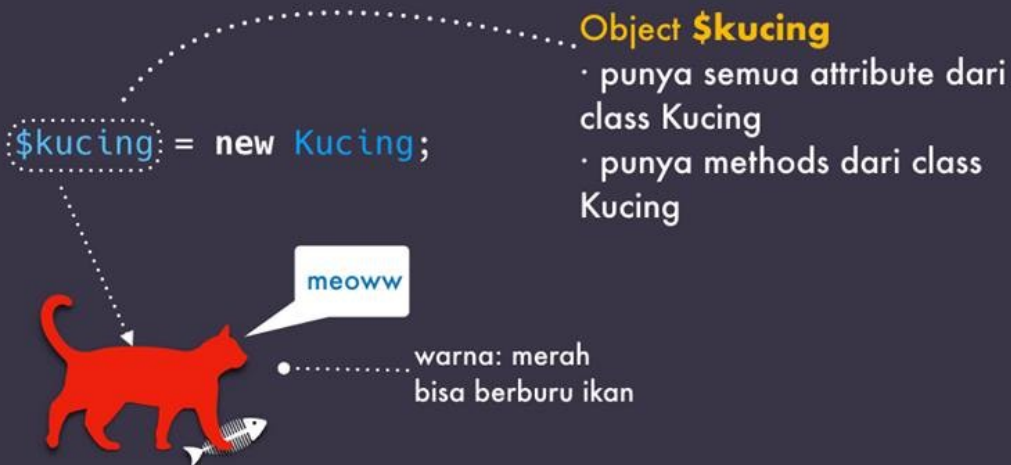 Object $kucing
· punya semua attribute dari
class Kucing
· punya methods dari class
Kucing
$kucing = new Kucing;
meoww
warna: merah
bisa berburu ikan